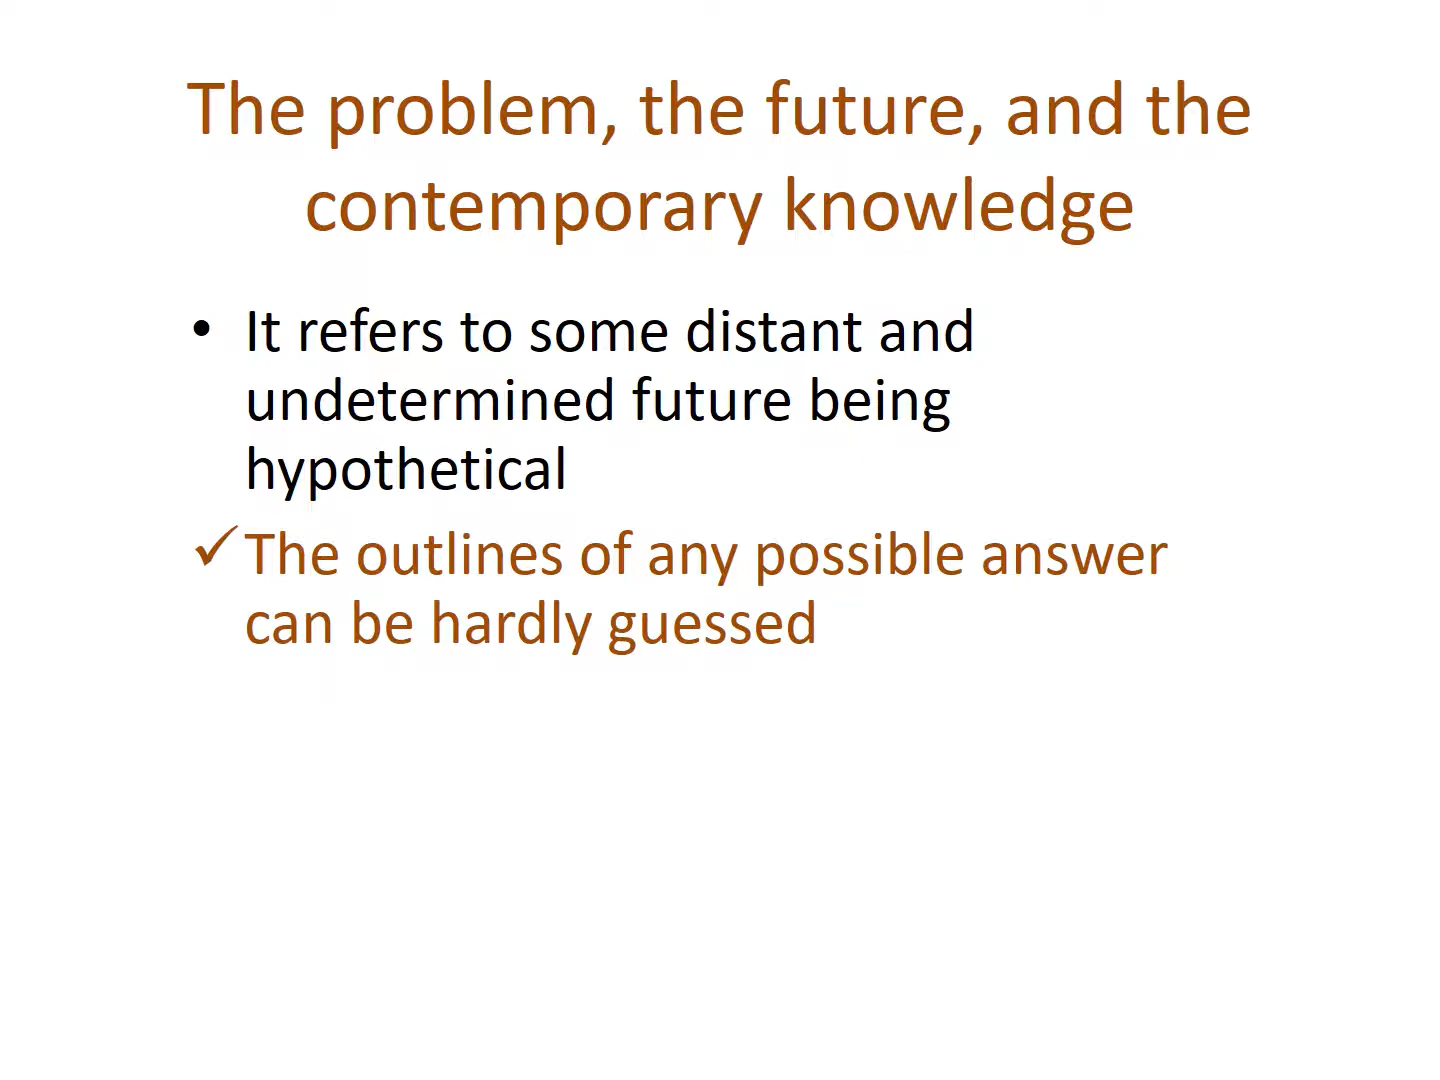 The problem, the future, and the
contemporary knowledge
• It refers to some distant and
undetermined future being
hypothetical
✓ The outlines of any possible answer
can be hardly guessed